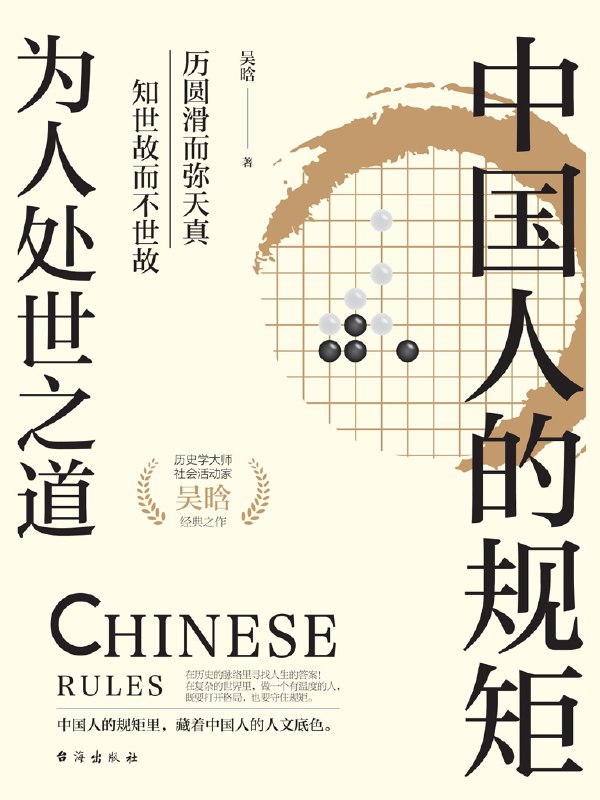 中国人的规矩
为人处世之道
吴晗 著
历圆滑而弥天真
知世故而不世故
历史学大师
社会活动家
吴晗
经典之作
CHINESE
RULES
在历史的脉络里寻找人生的答案!
在复杂的世界里,做一个有温度的人,
既要打开格局,也要守住规矩。
中国人的规矩里,藏着中国人的人文底色。
台海出版社